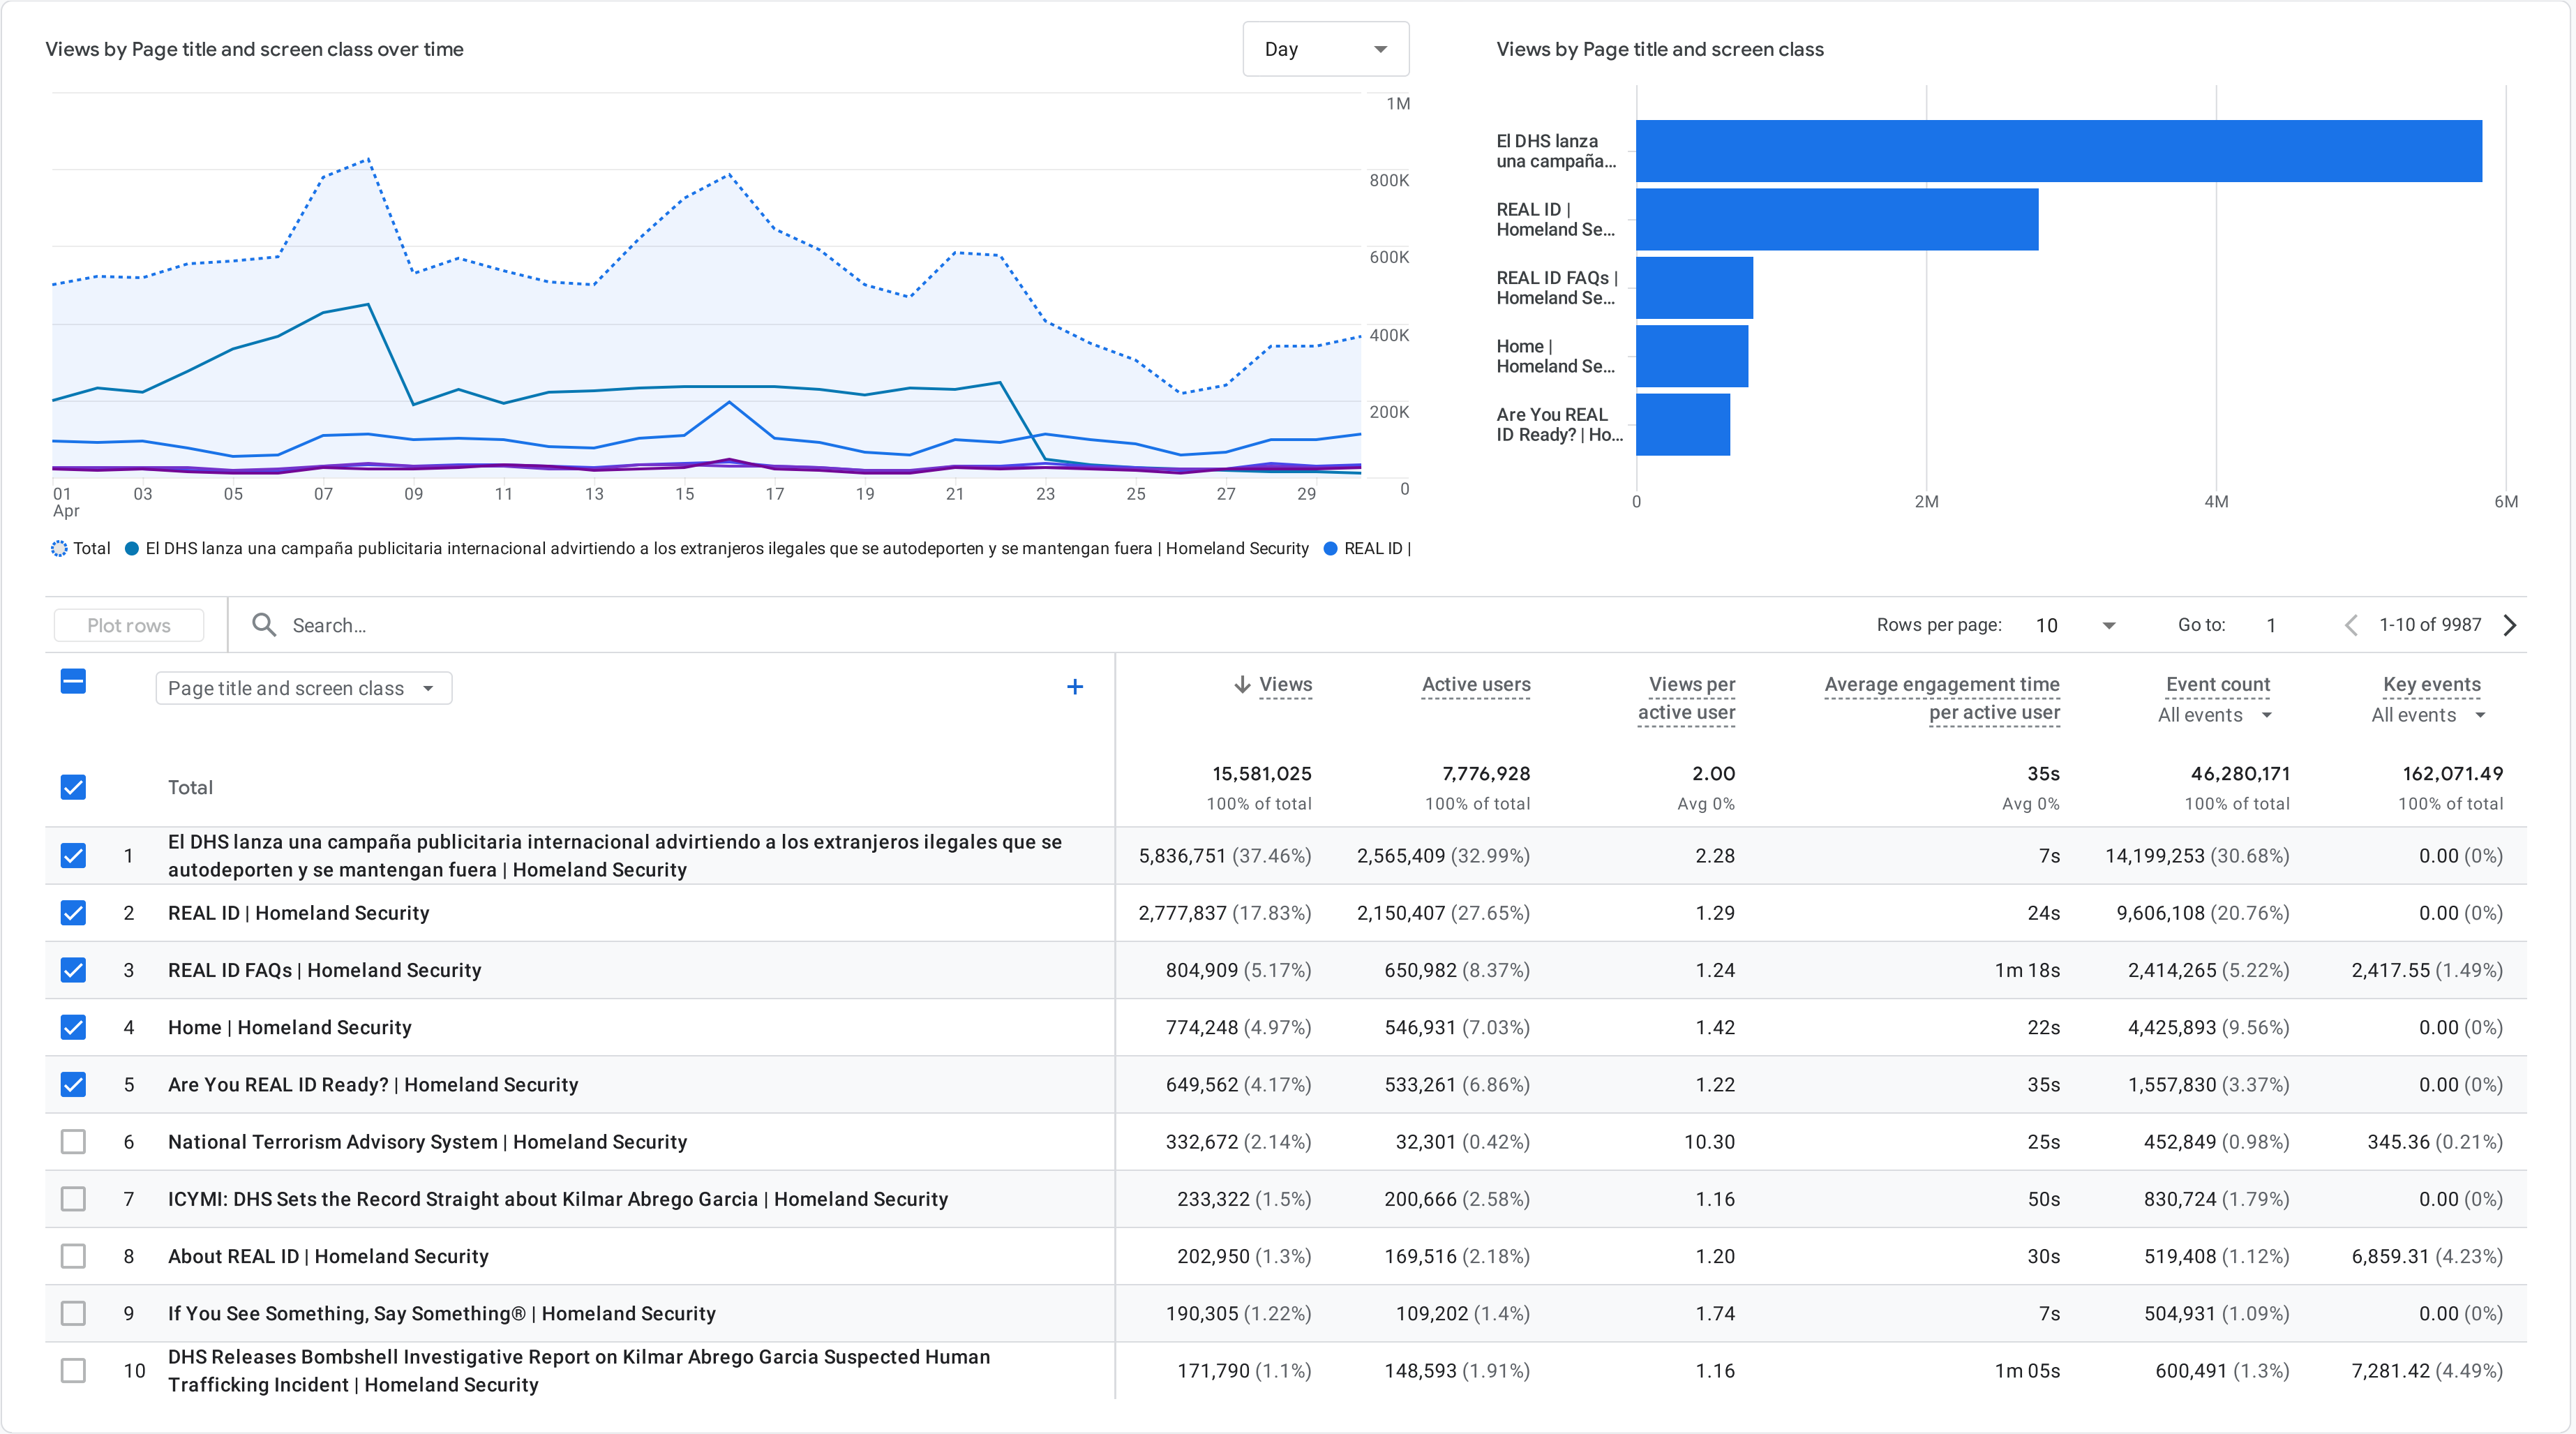 Views by Page title and screen class over time
Day
1M
800K
600K
400K
200K
0
01
Apr
03
05
07
09
11
13
15
17
19
21
23
25
27
29
Total
El DHS lanza una campaña publicitaria internacional advirtiendo a los extranjeros ilegales que se autodeporten y se mantengan fuera | Homeland Security
REAL ID |
Views by Page title and screen class
El DHS lanza
una campaña...
REAL ID |
Homeland Se...
REAL ID FAQs |
Homeland Se...
Home |
Homeland Se...
Are You REAL
ID Ready? | Ho...
0
2M
4M
6M
Plot rows
Search...
Rows per page: 10
Go to: 1
1-10 of 9987
Page title and screen class
+
Views
Active users
Views per
active user
Average engagement time
per active user
Event count
All events
Key events
All events
Total
15,581,025
100% of total
7,776,928
100% of total
2.00
Avg 0%
35s
Avg 0%
46,280,171
100% of total
162,071.49
100% of total
1 El DHS lanza una campaña publicitaria internacional advirtiendo a los extranjeros ilegales que se
autodeporten y se mantengan fuera | Homeland Security
5,836,751 (37.46%) 2,565,409 (32.99%) 2.28 7s 14,199,253 (30.68%) 0.00 (0%)
2 REAL ID | Homeland Security 2,777,837 (17.83%) 2,150,407 (27.65%) 1.29 24s 9,606,108 (20.76%) 0.00 (0%)
3 REAL ID FAQs | Homeland Security 804,909 (5.17%) 650,982 (8.37%) 1.24 1m 18s 2,414,265 (5.22%) 2,417.55 (1.49%)
4 Home | Homeland Security 774,248 (4.97%) 546,931 (7.03%) 1.42 22s 4,425,893 (9.56%) 0.00 (0%)
5 Are You REAL ID Ready? | Homeland Security 649,562 (4.17%) 533,261 (6.86%) 1.22 35s 1,557,830 (3.37%) 0.00 (0%)
6 National Terrorism Advisory System | Homeland Security 332,672 (2.14%) 32,301 (0.42%) 10.30 25s 452,849 (0.98%) 345.36 (0.21%)
7 ICYMI: DHS Sets the Record Straight about Kilmar Abrego Garcia | Homeland Security 233,322 (1.5%) 200,666 (2.58%) 1.16 50s 830,724 (1.79%) 0.00 (0%)
8 About REAL ID | Homeland Security 202,950 (1.3%) 169,516 (2.18%) 1.20 30s 519,408 (1.12%) 6,859.31 (4.23%)
9 If You See Something, Say Something® | Homeland Security 190,305 (1.22%) 109,202 (1.4%) 1.74 7s 504,931 (1.09%) 0.00 (0%)
10 DHS Releases Bombshell Investigative Report on Kilmar Abrego Garcia Suspected Human
Trafficking Incident | Homeland Security
171,790 (1.1%) 148,593 (1.91%) 1.16 1m 05s 600,491 (1.3%) 7,281.42 (4.49%)